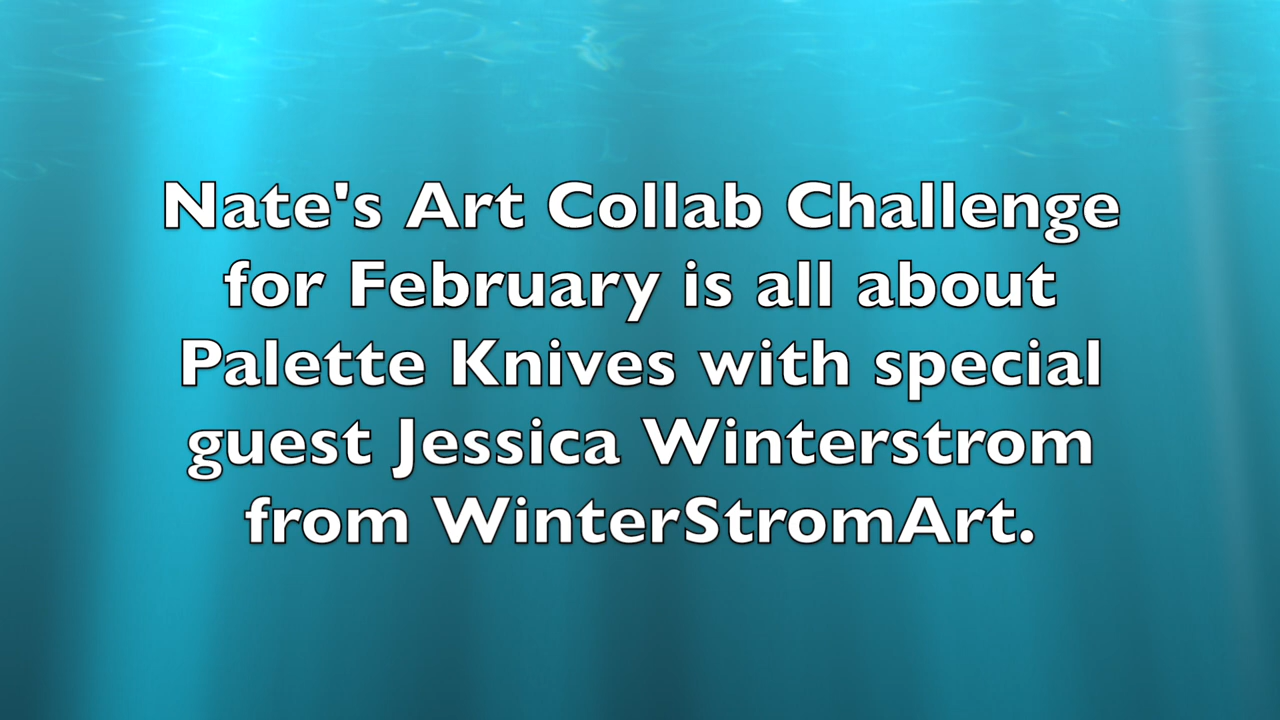 Nate's Art Collab Challenge
for February is all about
Palette Knives with special
guest Jessica Winterstrom
from WinterStromArt.